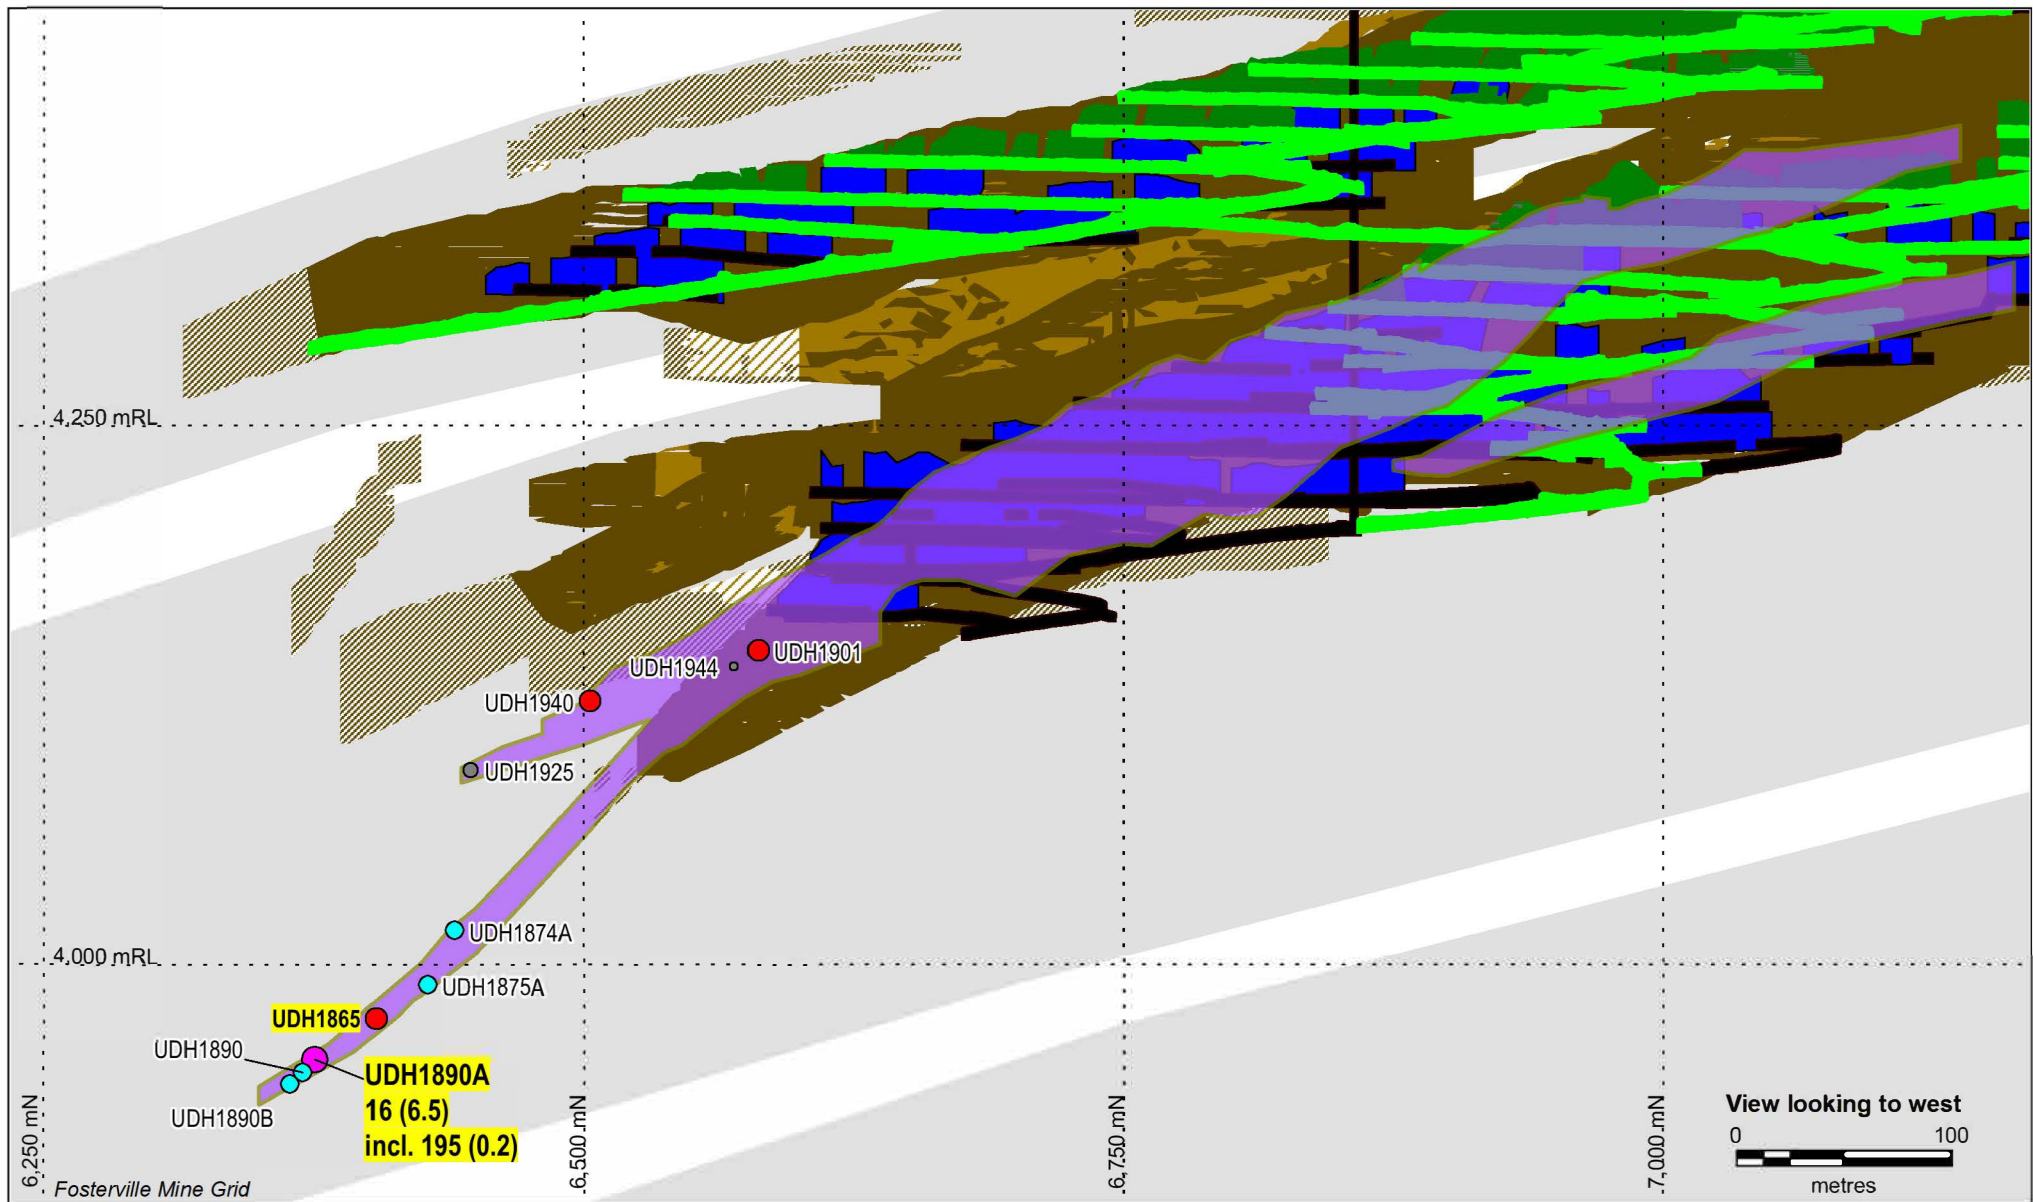 4,250 mRL
UDH1944
UDH1901
UDH1940
UDH1925
UDH1874A
4,000 mRL
UDH1875A
UDH1865
UDH1890
UDH1890A
16 (6.5)
incl. 195 (0.2)
UDH1890B
6,250 mN
6,500 mN
6,750 mN
7,000 mN
View looking to west
0 100
metres
Fosterville Mine Grid